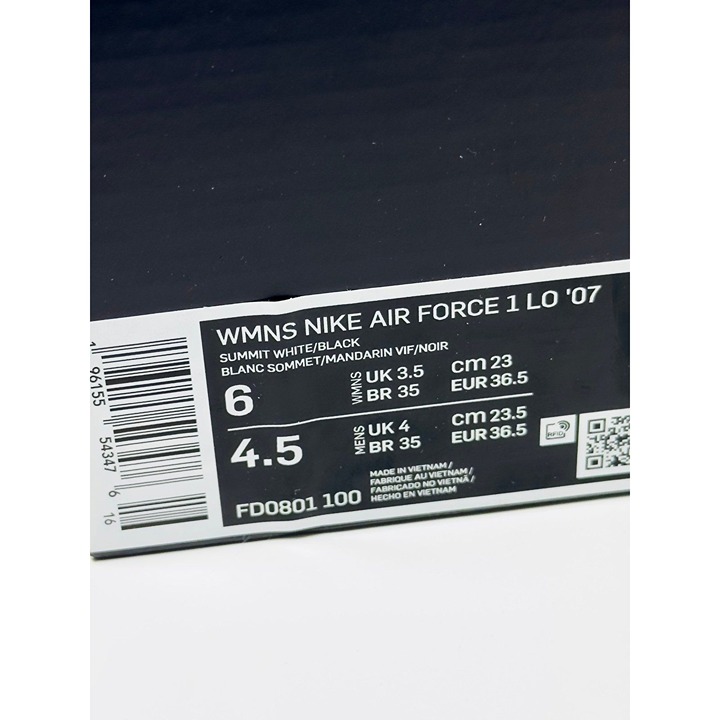 WMNS NIKE AIR FORCE 1 LO '07
SUMMIT WHITE/BLACK
BLANC SOMMET/MANDARIN VIF/NOIR
6
WMNS
UK 3.5
BR 35
cm 23
EUR 36.5
4.5
MENS
UK 4
BR 35
cm 23.5
EUR 36.5
FD0801 100
MADE IN VIETNAM /
FABRIQUE AU VIETNAM /
FABRICADO NO VIETNÃ /
HECHO EN VIETNAM
RFID
1 96155 54347 6 16